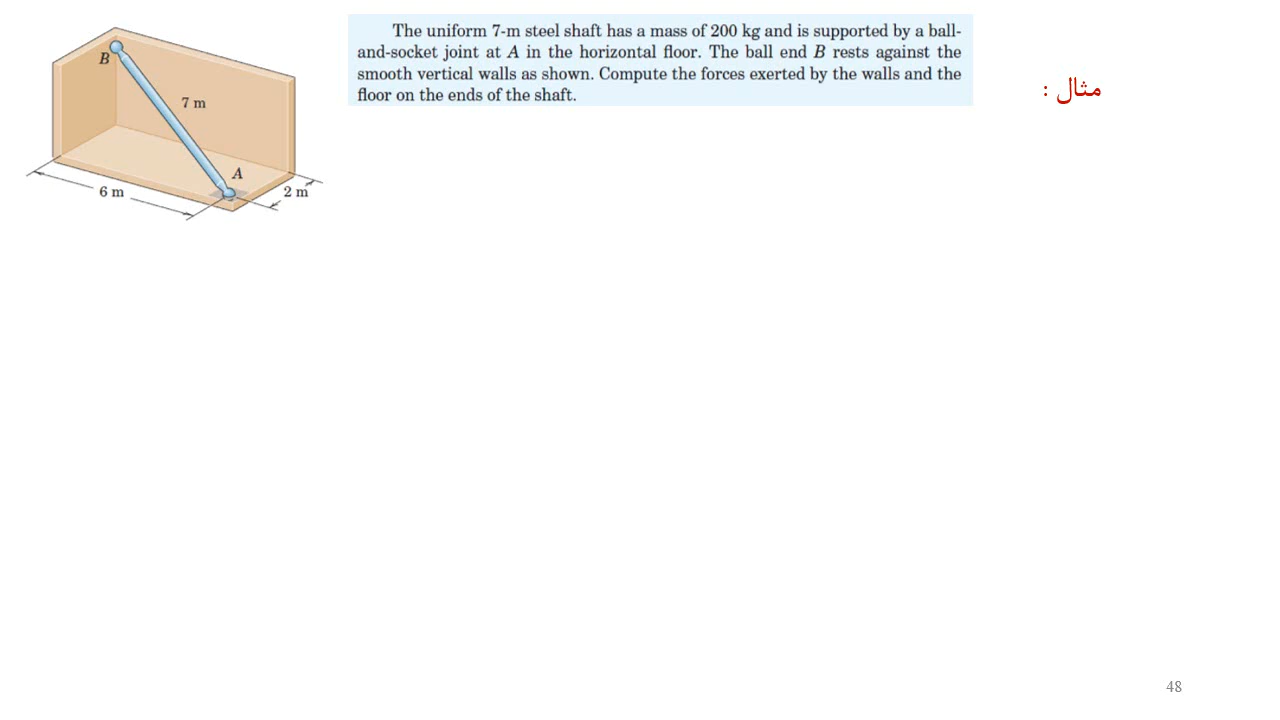 The uniform 7-m steel shaft has a mass of 200 kg and is supported by a ball-
and-socket joint at A in the horizontal floor. The ball end B rests against the
smooth vertical walls as shown. Compute the forces exerted by the walls and the
floor on the ends of the shaft.
مثال :
B
7 m
A
6 m
2 m
48